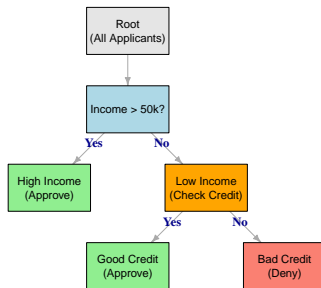 Root
(All Applicants)
Income > 50k?
Yes
No
High Income
(Approve)
Low Income
(Check Credit)
Yes
No
Good Credit
(Approve)
Bad Credit
(Deny)